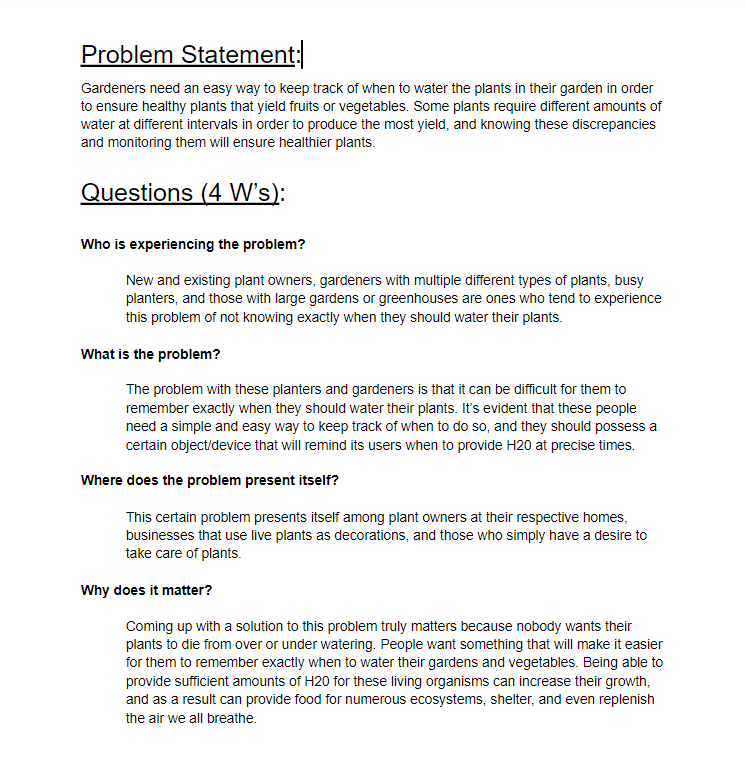 Problem Statement:
Gardeners need an easy way to keep track of when to water the plants in their garden in order
to ensure healthy plants that yield fruits or vegetables. Some plants require different amounts of
water at different intervals in order to produce the most yield, and knowing these discrepancies
and monitoring them will ensure healthier plants.
Questions (4 W's):
Who is experiencing the problem?
New and existing plant owners, gardeners with multiple different types of plants, busy
planters, and those with large gardens or greenhouses are ones who tend to experience
this problem of not knowing exactly when they should water their plants.
What is the problem?
The problem with these planters and gardeners is that it can be difficult for them to
remember exactly when they should water their plants. It's evident that these people
need a simple and easy way to keep track of when to do so, and they should possess a
certain object/device that will remind its users when to provide H20 at precise times.
Where does the problem present itself?
This certain problem presents itself among plant owners at their respective homes,
businesses that use live plants as decorations, and those who simply have a desire to
take care of plants.
Why does it matter?
Coming up with a solution to this problem truly matters because nobody wants their
plants to die from over or under watering. People want something that will make it easier
for them to remember exactly when to water their gardens and vegetables. Being able to
provide sufficient amounts of H20 for these living organisms can increase their growth,
and as a result can provide food for numerous ecosystems, shelter, and even replenish
the air we all breathe.